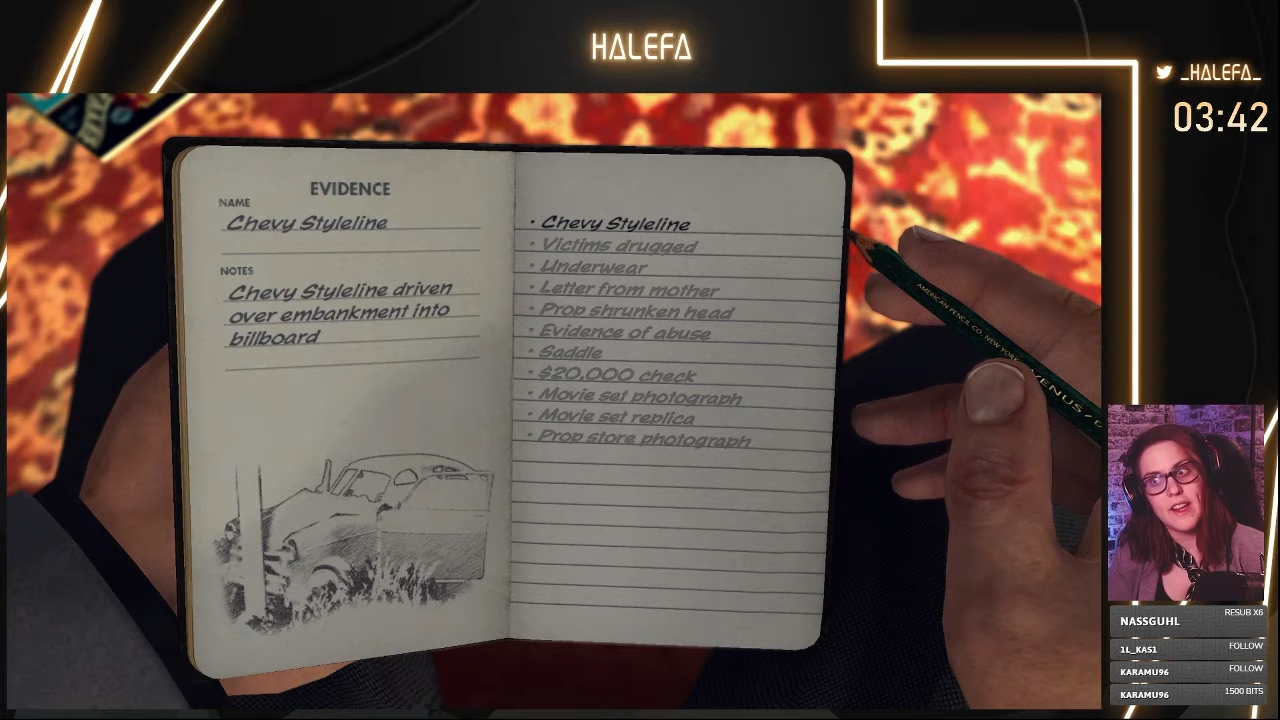 HALEFA
_HALEFA_
03:42
EVIDENCE
NAME
Chevy Styleline
NOTES
Chevy Styleline driven
over embankment into
billboard
• Chevy Styleline
• Victims drugged
• Underwear
• Letter from mother
• Prop shrunken head
• Evidence of abuse
• Saddle
• $20,000 check
• Movie set photograph
• Movie set replica
• Prop store photograph
AMERICAN PENCIL CO. NEW YORK
VENUS
NASSGUHL RESUB X6
1L_KAS1 FOLLOW
KARAMU96 FOLLOW
KARAMU96 1500 BITS